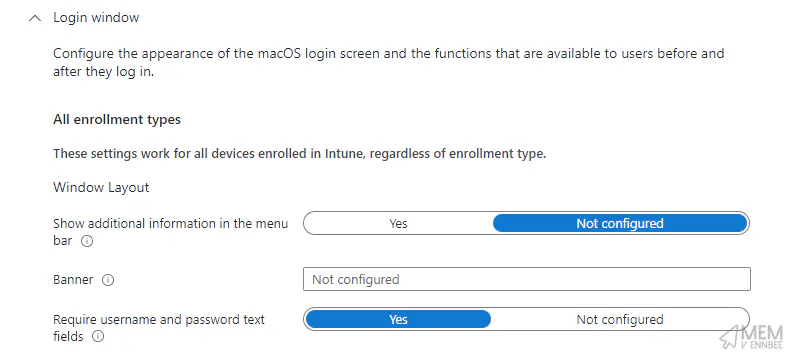 Login window
Configure the appearance of the macOS login screen and the functions that are available to users before and
after they log in.
All enrollment types
These settings work for all devices enrolled in Intune, regardless of enrollment type.
Window Layout
Show additional information in the menu
bar
Yes
Not configured
Banner
Not configured
Require username and password text
fields
Yes
Not configured
MEM
VENNBEE